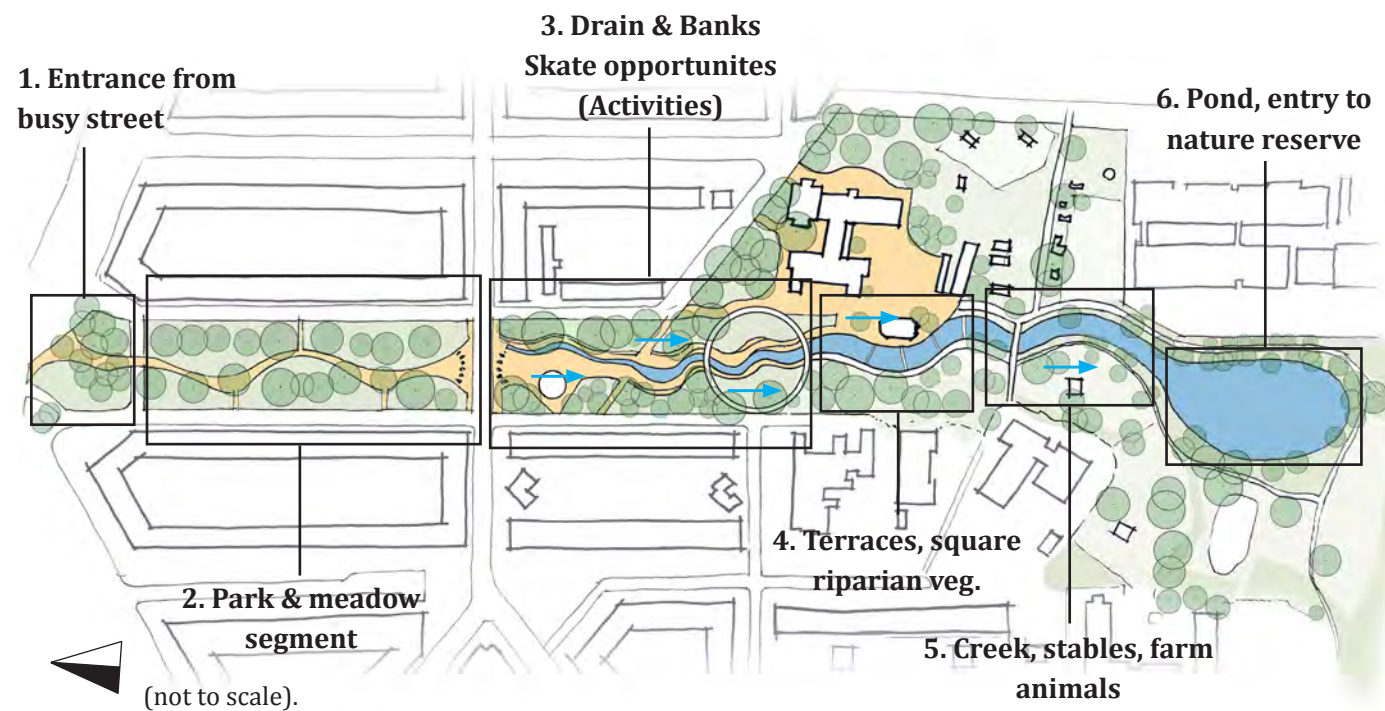 1. Entrance from
busy street
3. Drain & Banks
Skate opportunites
(Activities)
6. Pond, entry to
nature reserve
2. Park & meadow
segment
4. Terraces, square
riparian veg.
5. Creek, stables, farm
animals
(not to scale).